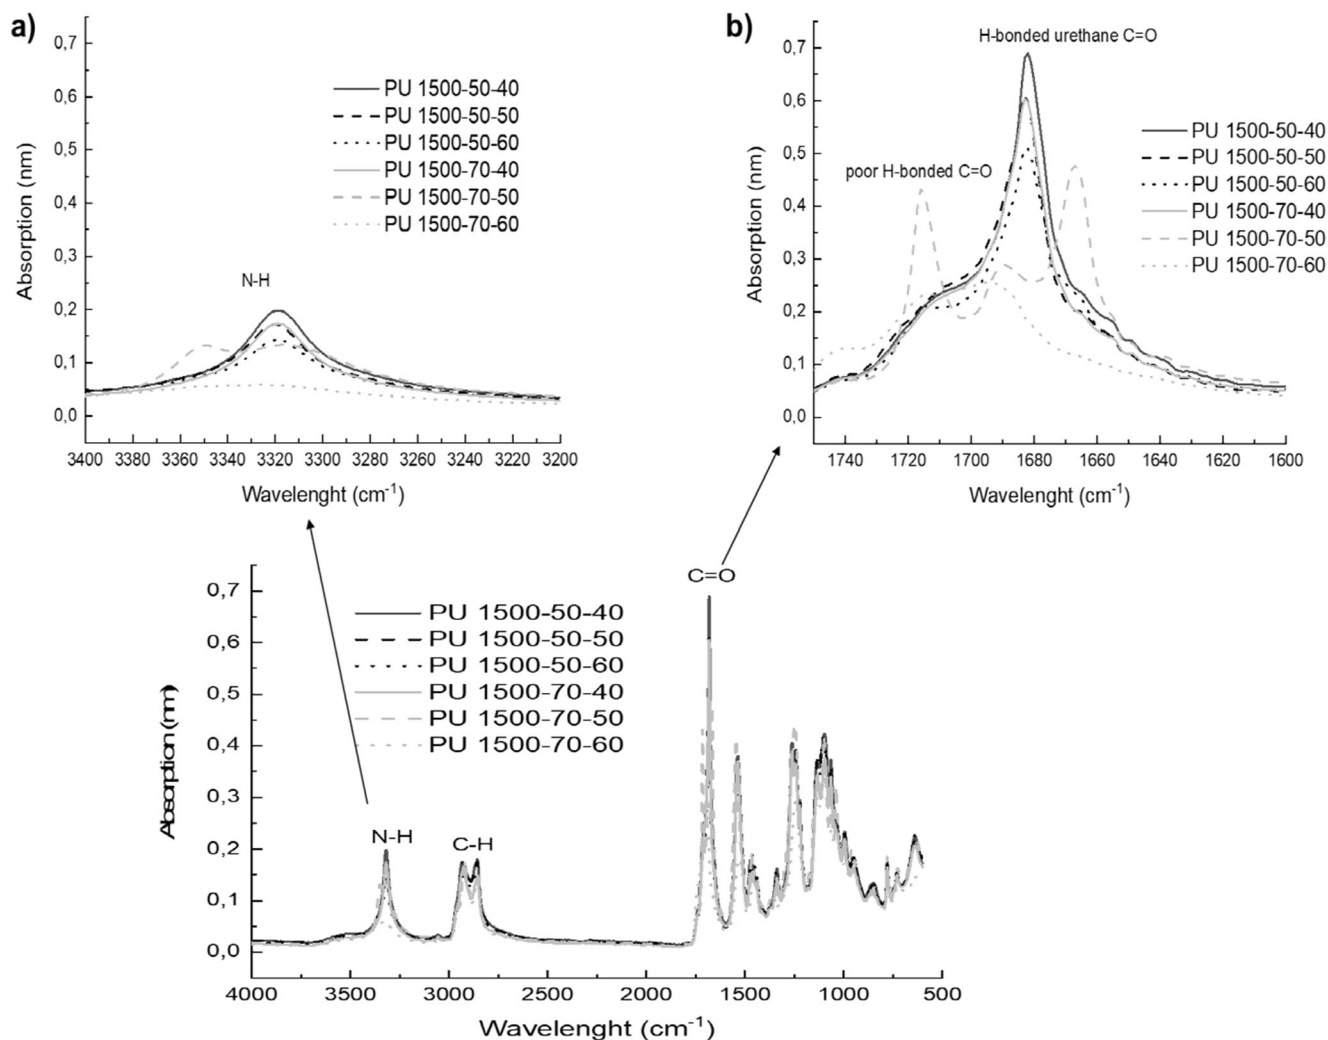 a)
0,7
0,6
0,5
0,4
0,3
0,2
0,1
0,0
Absorption (nm)
PU 1500-50-40
PU 1500-50-50
PU 1500-50-60
PU 1500-70-40
PU 1500-70-50
PU 1500-70-60
N-H
3400 3380 3360 3340 3320 3300 3280 3260 3240 3220 3200
Wavelenght (cm-1)
b)
0,7
0,6
0,5
0,4
0,3
0,2
0,1
0,0
Absorption (nm)
H-bonded urethane C=O
poor H-bonded C=O
PU 1500-50-40
PU 1500-50-50
PU 1500-50-60
PU 1500-70-40
PU 1500-70-50
PU 1500-70-60
1740 1720 1700 1680 1660 1640 1620 1600
Wavelenght (cm-1)
0,7
0,6
0,5
0,4
0,3
0,2
0,1
0,0
Absorption (nm)
PU 1500-50-40
PU 1500-50-50
PU 1500-50-60
PU 1500-70-40
PU 1500-70-50
PU 1500-70-60
C=O
N-H
C-H
4000 3500 3000 2500 2000 1500 1000 500
Wavelenght (cm-1)